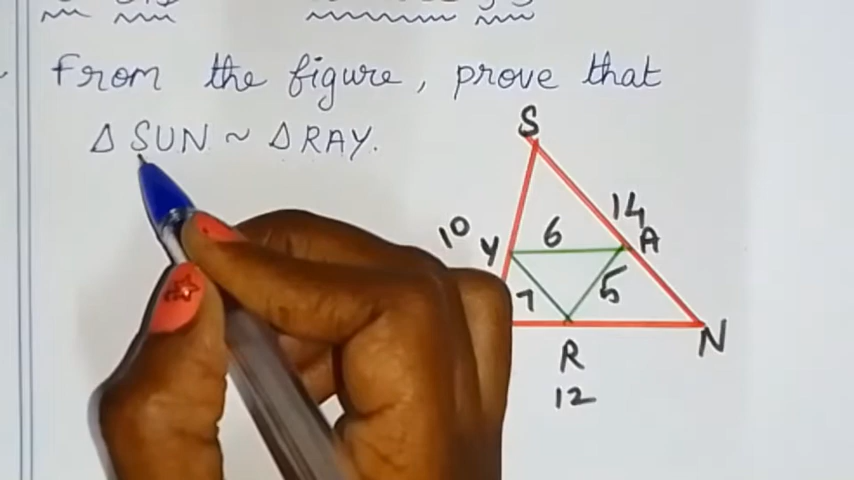 From the figure, prove that
Δ SUN ~ Δ RAY.
S
10
14
Y
6
A
7
5
R
N
12